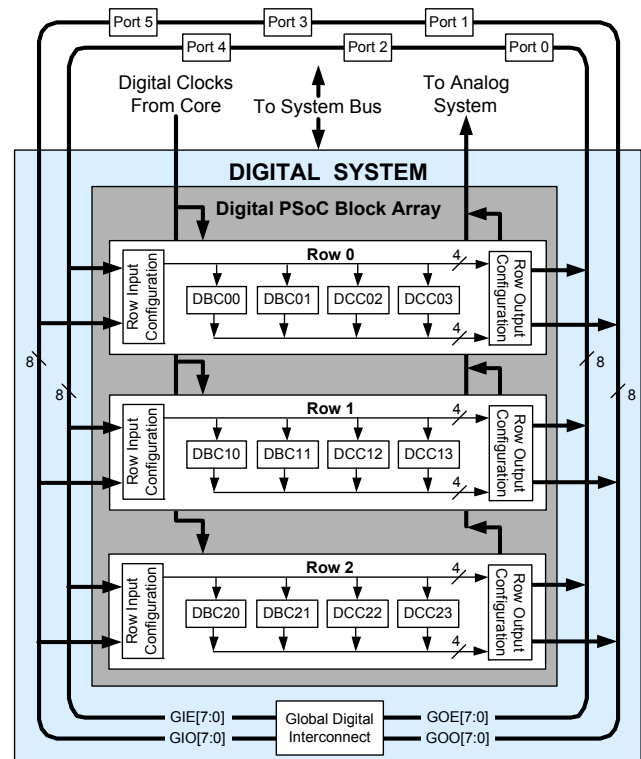 Port 5
Port 3
Port 1
Port 4
Port 2
Port 0
Digital Clocks
From Core
To System Bus
To Analog
System
DIGITAL SYSTEM
Digital PSoC Block Array
Row 0
Row Input
Configuration
4
DBC00
DBC01
DCC02
DCC03
4
Row Output
Configuration
8
8
8
8
Row 1
Row Input
Configuration
4
DBC10
DBC11
DCC12
DCC13
4
Row Output
Configuration
Row 2
Row Input
Configuration
4
DBC20
DBC21
DCC22
DCC23
4
Row Output
Configuration
GIE[7:0]
GIO[7:0]
Global Digital
Interconnect
GOE[7:0]
GOO[7:0]